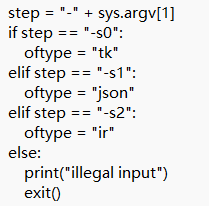 step = "-" + sys.argv[1]
if step == "-s0":
    oftype = "tk"
elif step == "-s1":
    oftype = "json"
elif step == "-s2":
    oftype = "ir"
else:
    print("illegal input")
    exit()